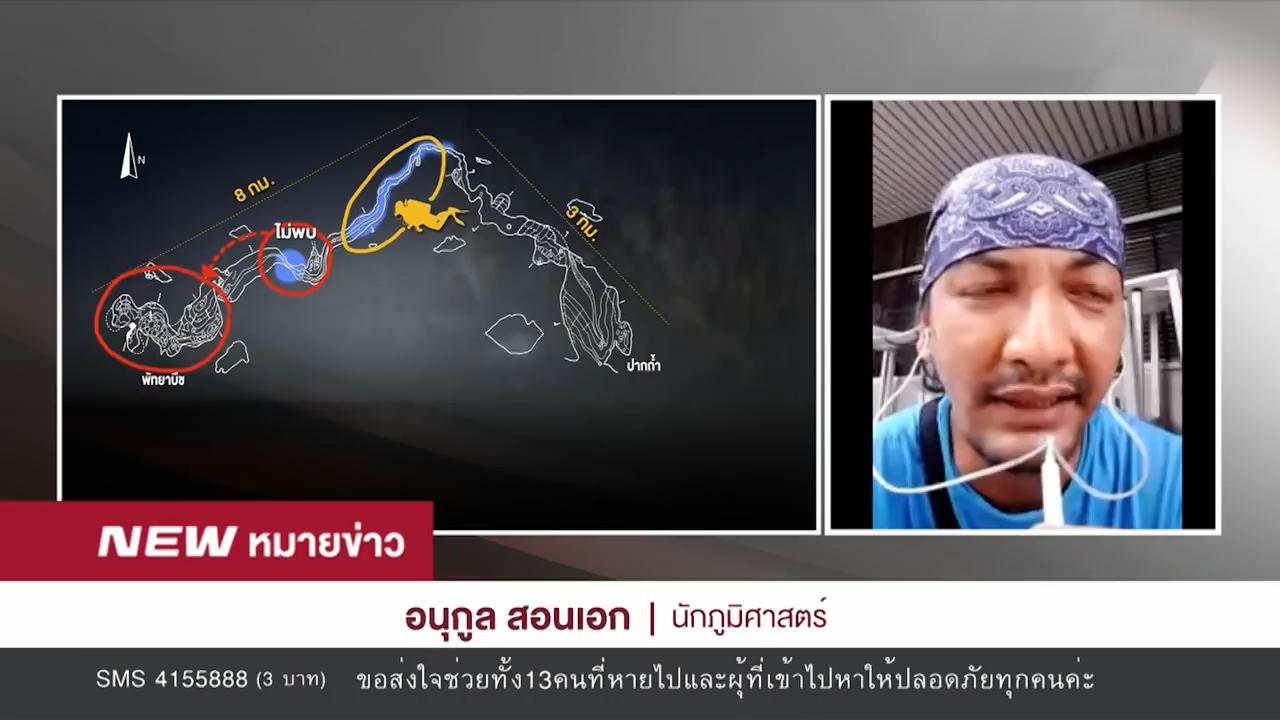 N
8 กม.
3 กม.
ไม่พบ
พัทยาบีช
ปากถ้ำ
NEW หมายข่าว
อนุกูล สอนเอก | นักภูมิศาสตร์
SMS 4155888 (3 บาท) ขอส่งใจช่วยทั้ง13คนที่หายไปและผุ้ที่เข้าไปหาให้ปลอดภัยทุกคนค่ะ